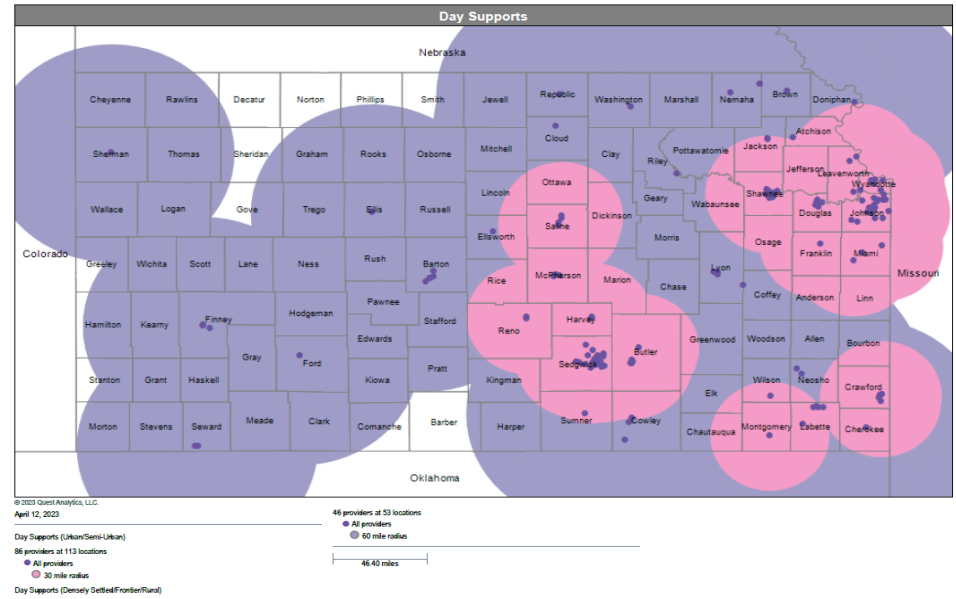 Day Supports
Nebraska
Cheyenne Rawlins Decatur Norton Phillips Smith Jewell Republic Washington Marshall Nemaha Brown Doniphan
Sherman Thomas Sheridan Graham Rooks Osborne Mitchell Cloud Clay Riley Pottawatomie Jackson Atchison
Jefferson Leavenworth
Wallace Logan Gove Trego Ellis Russell Lincoln Ottawa Geary Wabaunsee Shawnee Wyandotte
Saline Dickinson Douglas Johnson
Colorado
Greeley Wichita Scott Lane Ness Rush Barton Ellsworth Morris Osage Franklin Miami
Missouri
Rice McPherson Marion Chase Lyon Coffey Anderson Linn
Hamilton Kearny Finney Hodgeman Pawnee Stafford Reno Harvey
Gray Ford Edwards Sedgwick Butler Greenwood Woodson Allen Bourbon
Stanton Grant Haskell Kiowa Pratt Kingman Elk Wilson Neosho Crawford
Morton Stevens Seward Meade Clark Comanche Barber Harper Sumner Cowley Chautauqua Montgomery Labette Cherokee
Oklahoma
© 2023 Quest Analytics, LLC.
April 12, 2023
Day Supports (Urban/Semi-Urban)
86 providers at 113 locations
All providers
30 mile radius
Day Supports (Densely Settled/Frontier/Rural)
46 providers at 53 locations
All providers
60 mile radius
46.40 miles